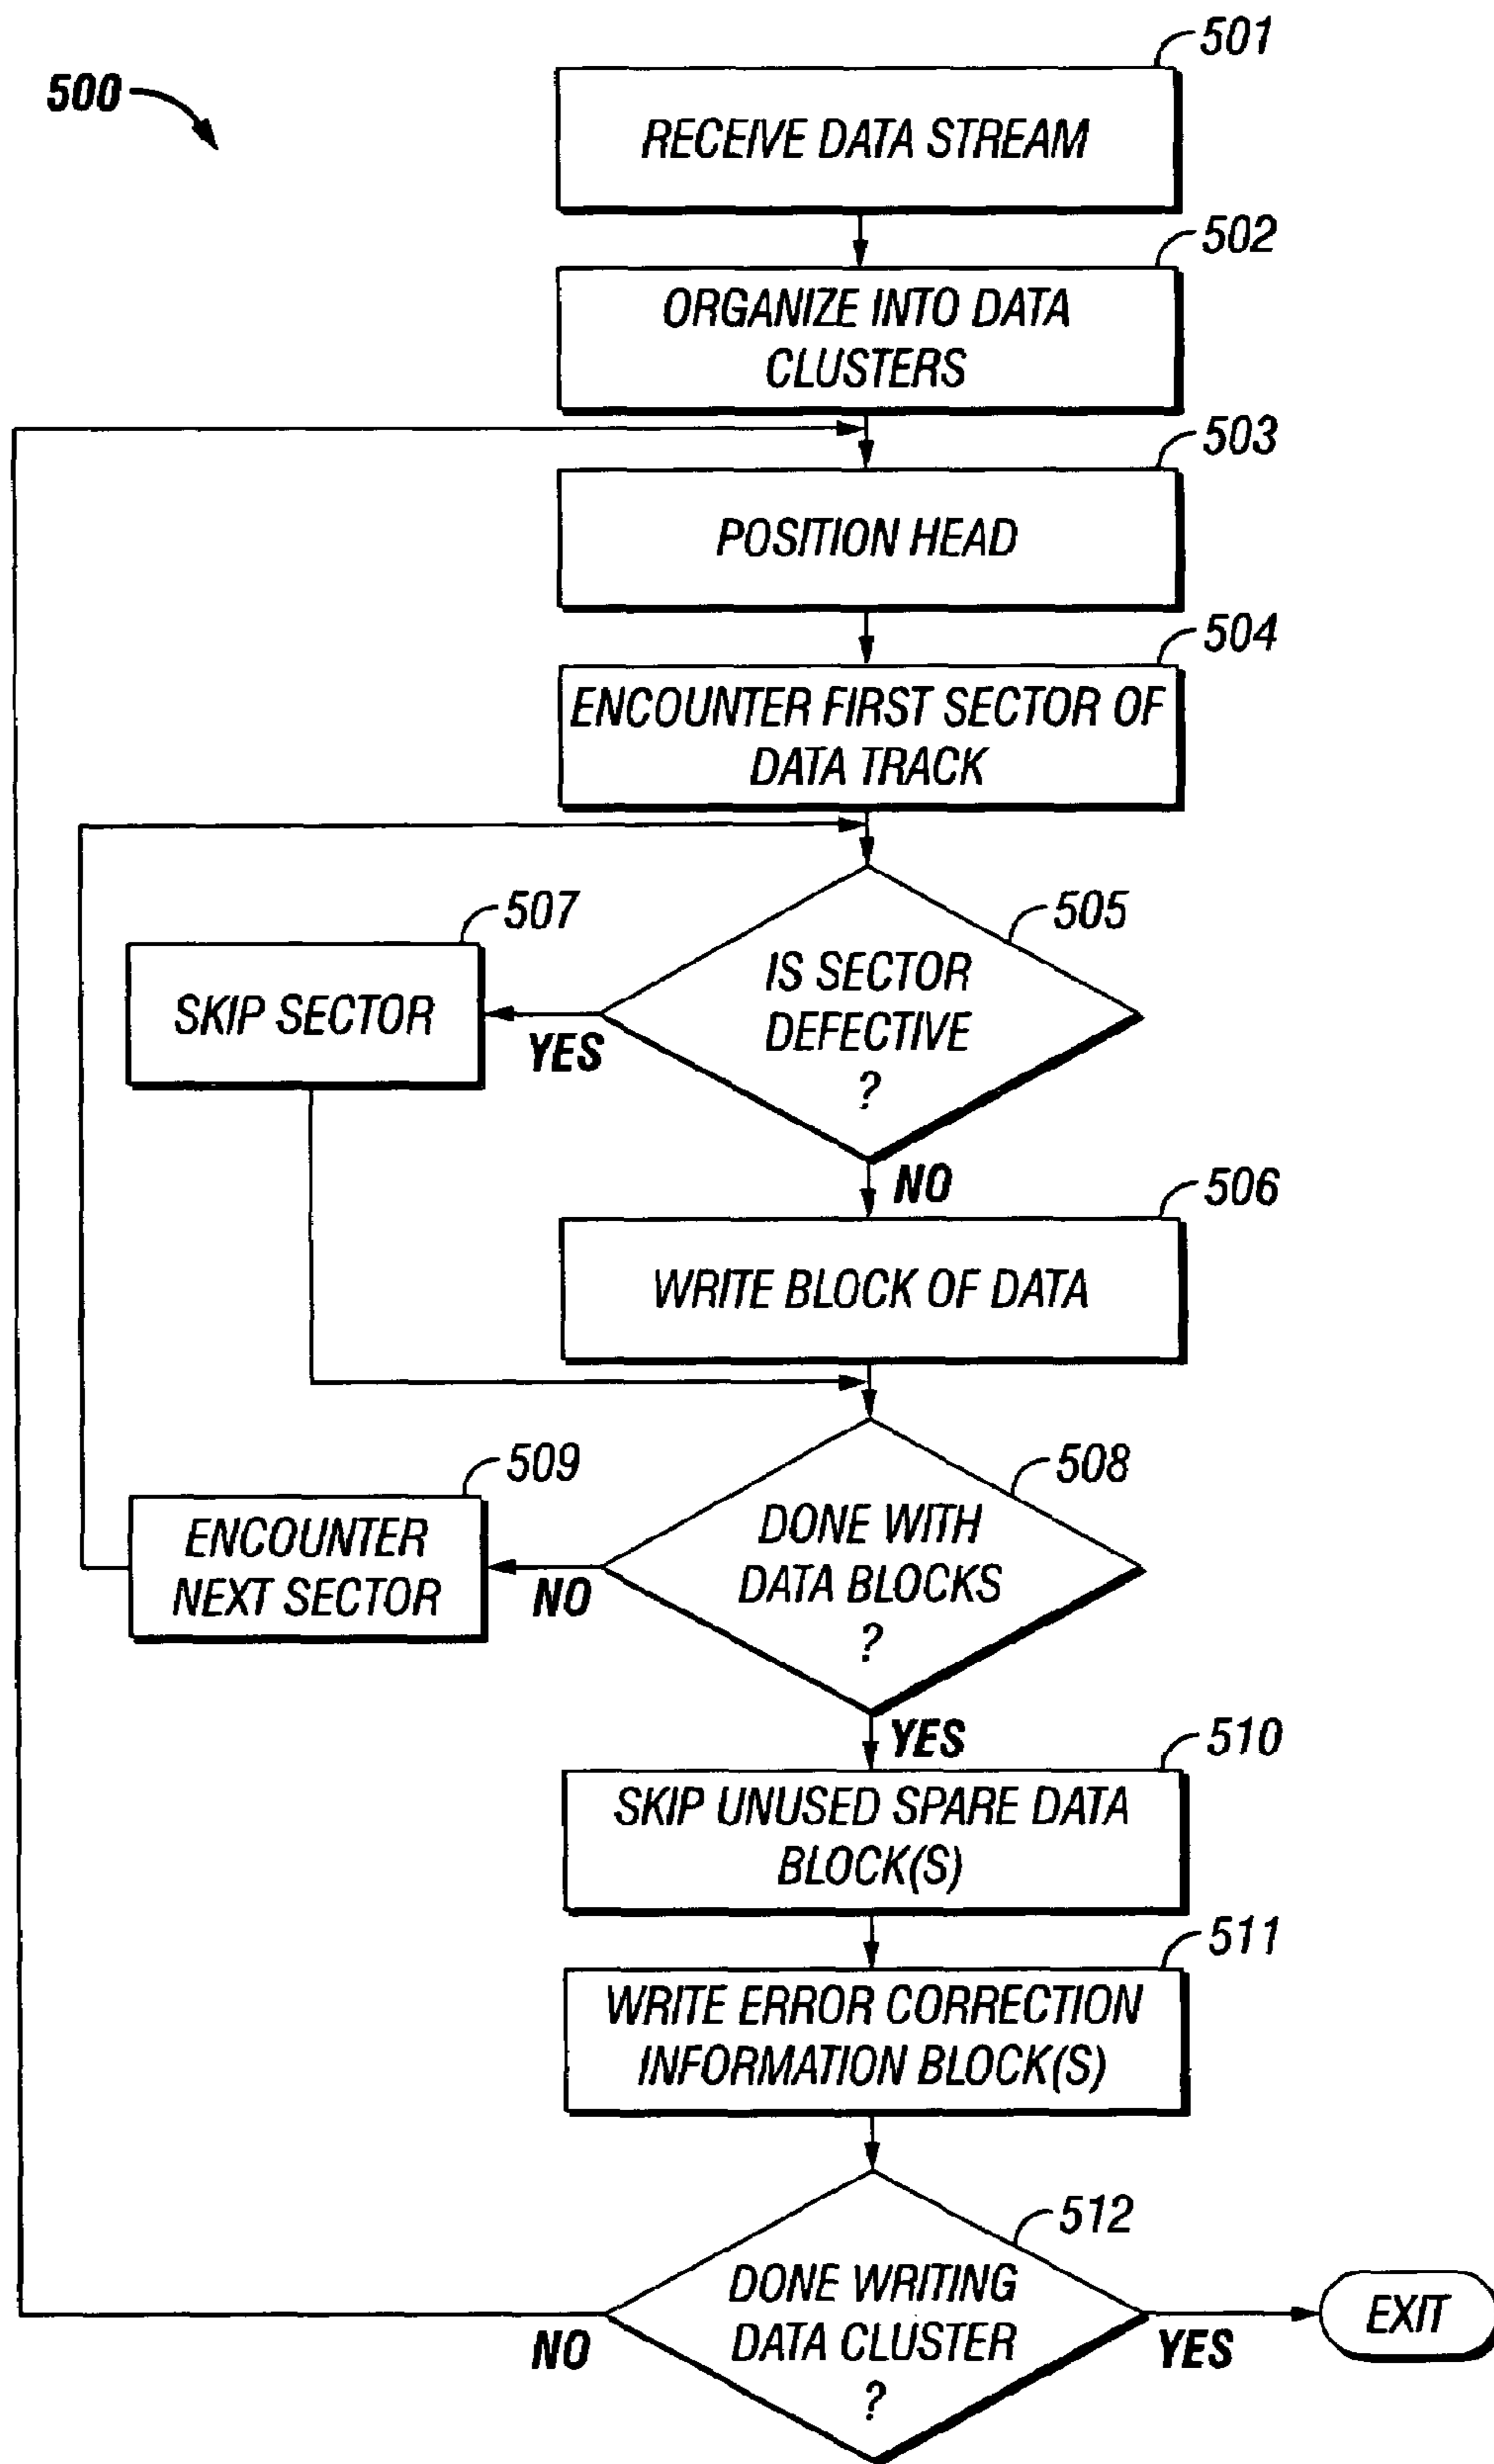 500
501
RECEIVE DATA STREAM
502
ORGANIZE INTO DATA
CLUSTERS
503
POSITION HEAD
504
ENCOUNTER FIRST SECTOR OF
DATA TRACK
507
SKIP SECTOR
505
IS SECTOR
DEFECTIVE
?
YES
NO
506
WRITE BLOCK OF DATA
509
ENCOUNTER
NEXT SECTOR
508
DONE WITH
DATA BLOCKS
?
NO
YES
510
SKIP UNUSED SPARE DATA
BLOCK(S)
511
WRITE ERROR CORRECTION
INFORMATION BLOCK(S)
512
DONE WRITING
DATA CLUSTER
?
NO
YES
EXIT